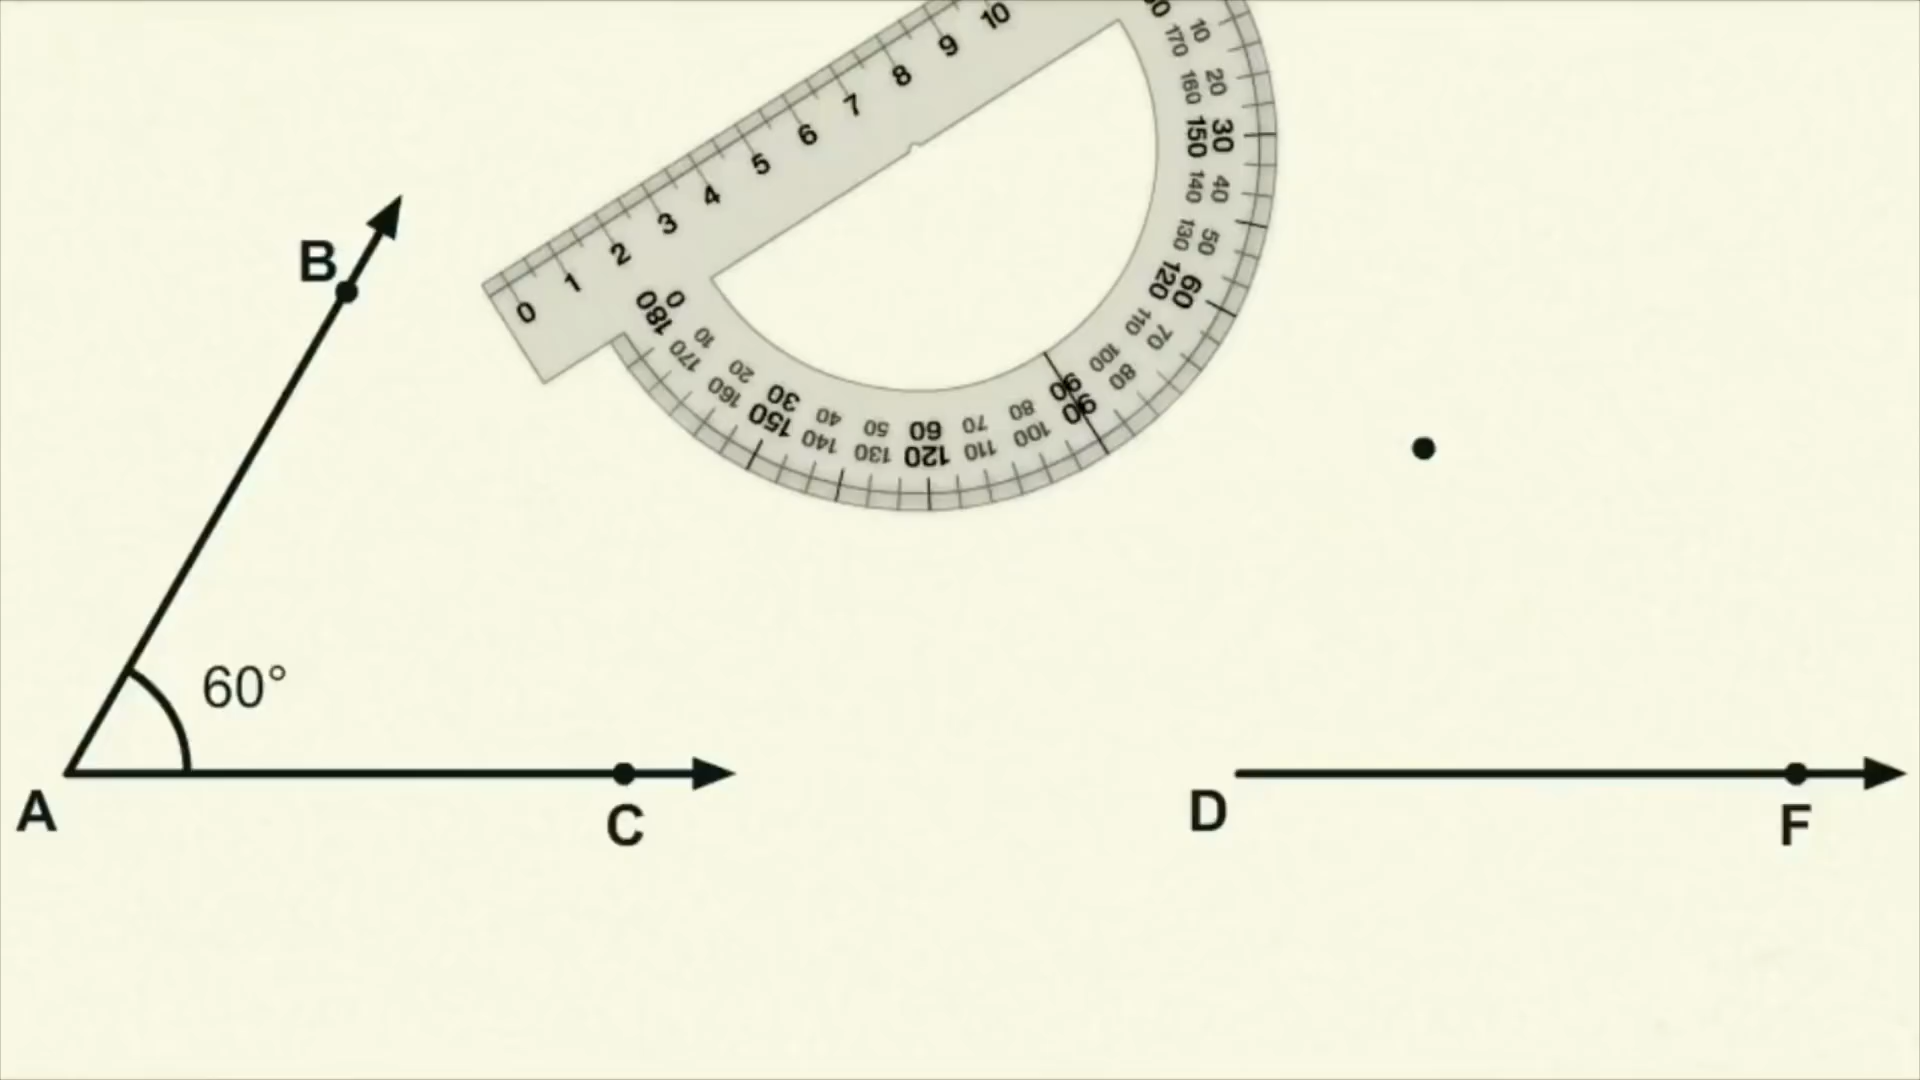 0 1 2 3 4 5 6 7 8 9 10
0 10 20 30 40 50 60 70 80 90 100 110 120 130 140 150 160 170
180 170 160 150 140 130 120 110 100 90 80 70 60 50 40 30 20 10
B
60°
A
C
D
F